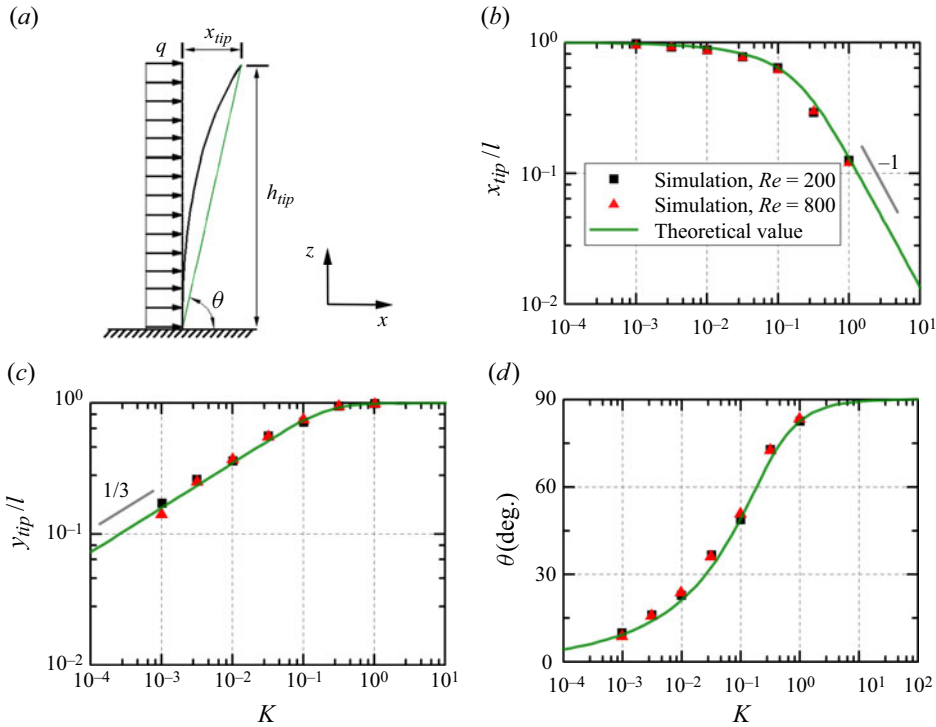 (a)
q
x_tip
h_tip
θ
z
x
(b)
10^0
10^−1
10^−2
x_tip/l
−1
Simulation, Re = 200
Simulation, Re = 800
Theoretical value
10^−4 10^−3 10^−2 10^−1 10^0 10^1
(c)
10^0
10^−1
10^−2
y_tip/l
1/3
10^−4 10^−3 10^−2 10^−1 10^0 10^1
K
(d)
90
60
30
0
θ(deg.)
10^−4 10^−3 10^−2 10^−1 10^0 10^1 10^2
K